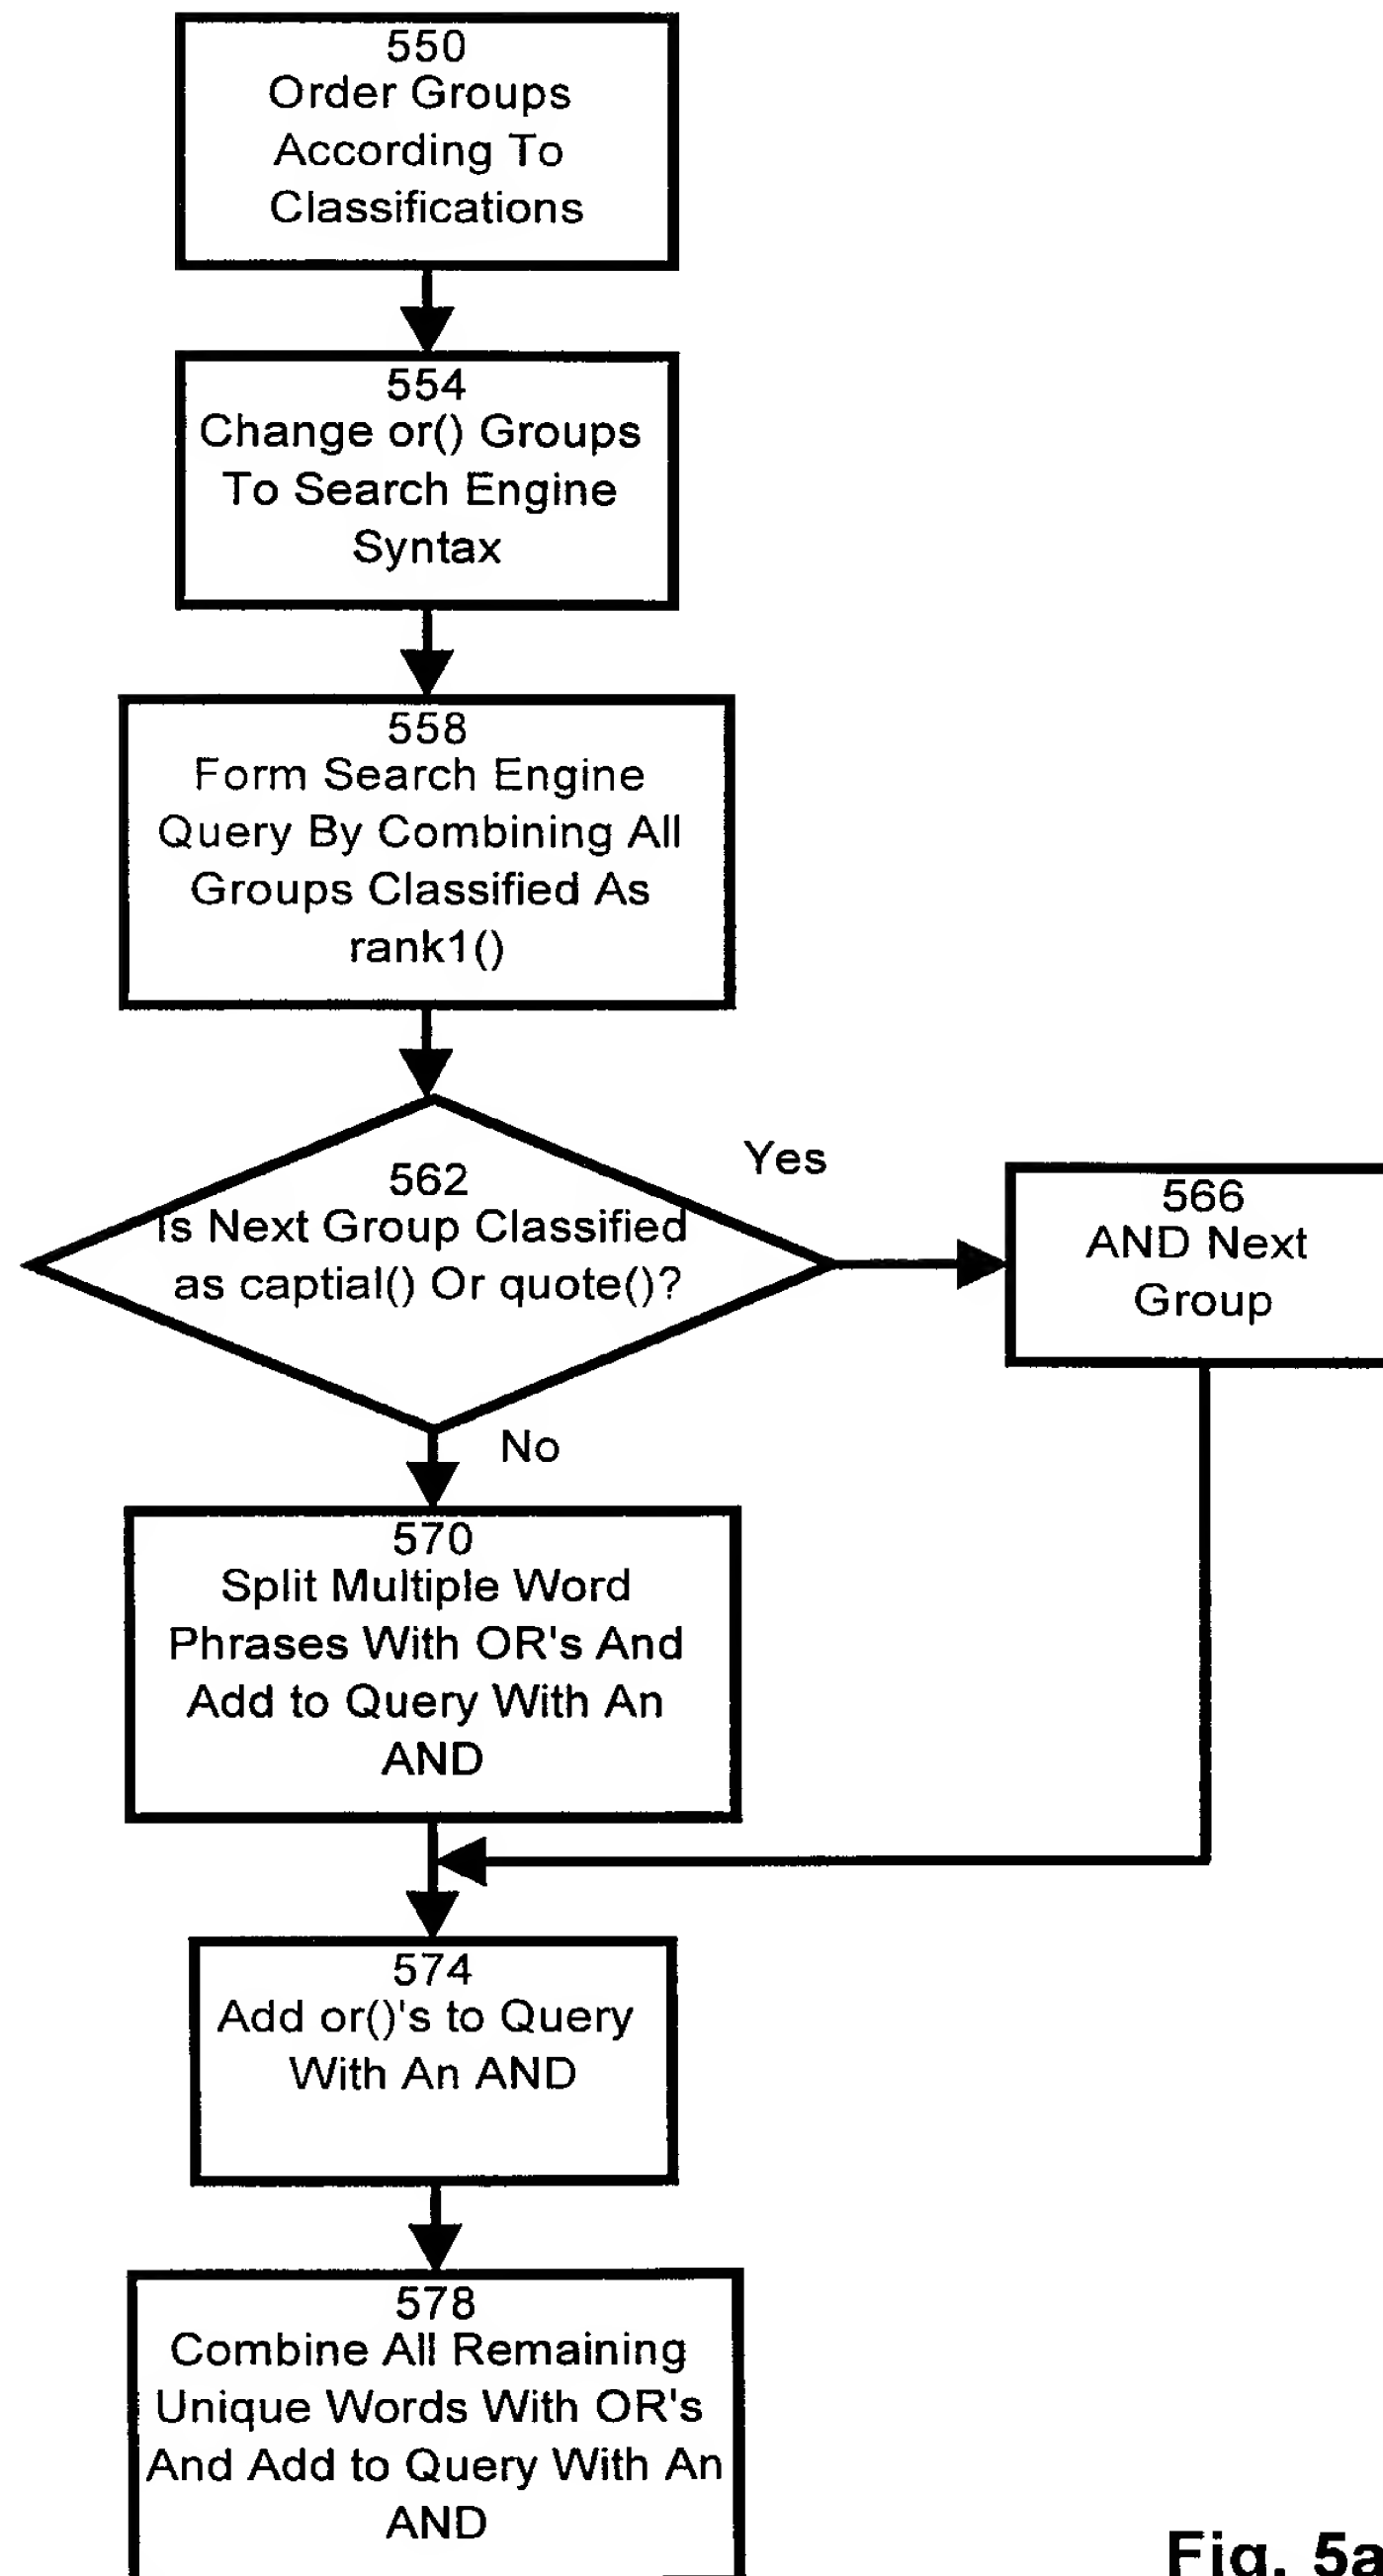 550
Order Groups
According To
Classifications
554
Change or() Groups
To Search Engine
Syntax
558
Form Search Engine
Query By Combining All
Groups Classified As
rank1()
562
Is Next Group Classified
as captial() Or quote()?
Yes
566
AND Next
Group
No
570
Split Multiple Word
Phrases With OR's And
Add to Query With An
AND
574
Add or()'s to Query
With An AND
578
Combine All Remaining
Unique Words With OR's
And Add to Query With An
AND
Fig. 5a